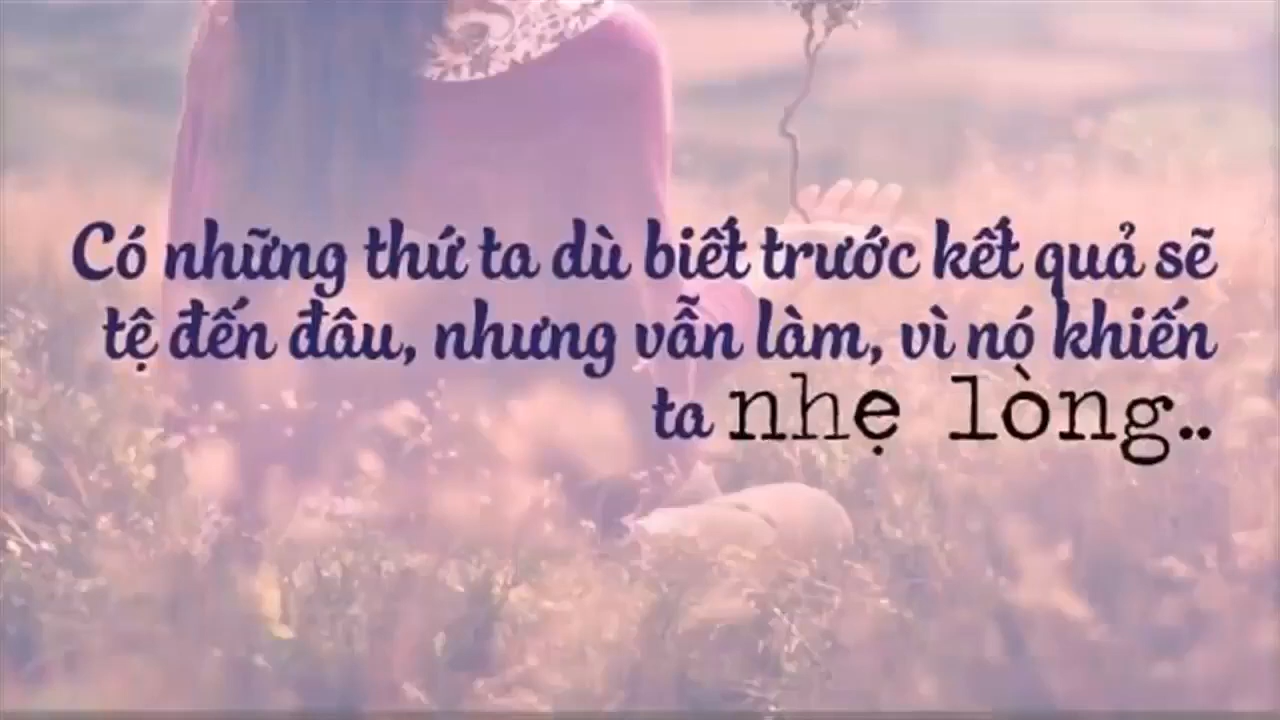 Có những thứ ta dù biết trước kết quả sẽ
tệ đến đâu, nhưng vẫn làm, vì nó khiến
ta nhẹ lòng..